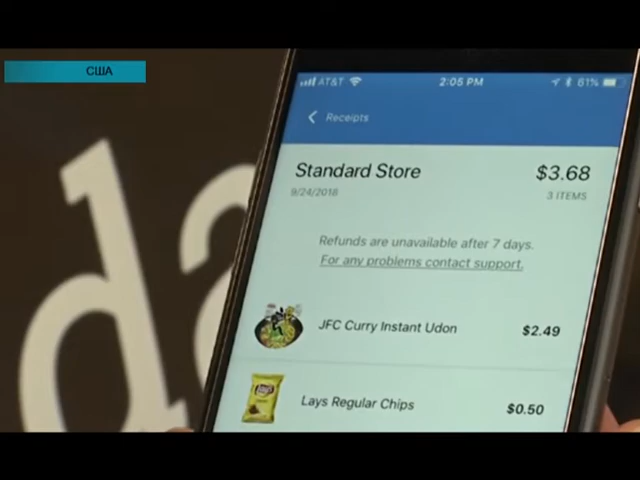 США
AT&T 2:05 PM 61%
Receipts
Standard Store $3.68
9/24/2018 3 ITEMS
Refunds are unavailable after 7 days.
For any problems contact support.
JFC Curry Instant Udon $2.49
Lays Regular Chips $0.50
da